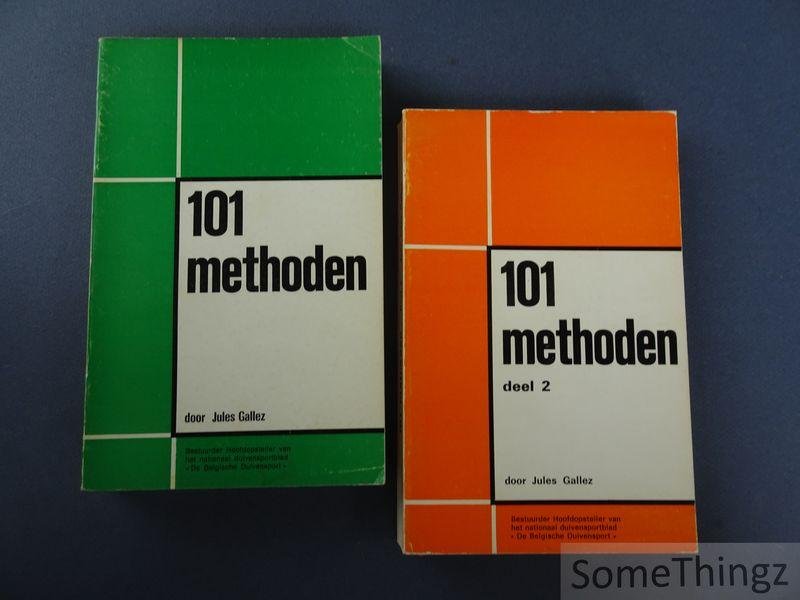 101
methoden
door Jules Gallez
Bestuurder Hoofdopsteller van
het nationaal duivensportblad
« De Belgische Duivensport »
101
methoden
deel 2
door Jules Gallez
Bestuurder Hoofdopsteller van
het nationaal duivensportblad
« De Belgische Duivensport »
SomeThingz